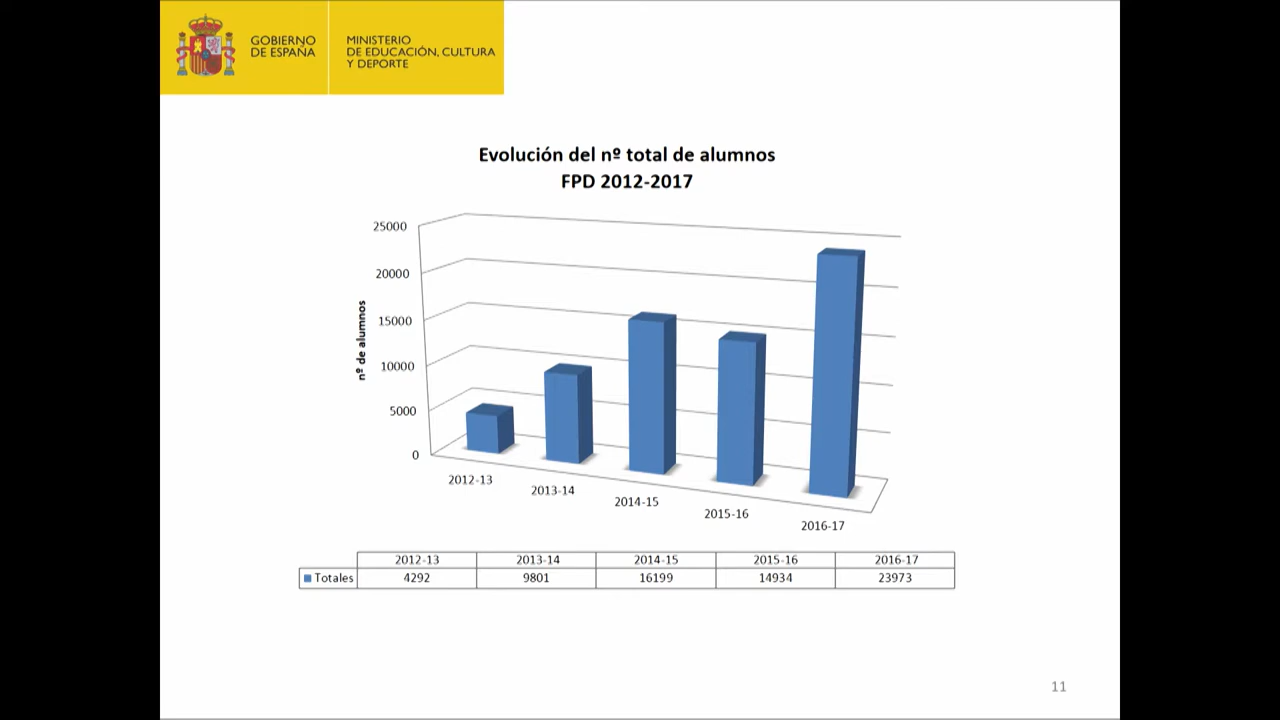 GOBIERNO
DE ESPAÑA
MINISTERIO
DE EDUCACIÓN, CULTURA
Y DEPORTE
Evolución del nº total de alumnos
FPD 2012-2017
nº de alumnos
25000
20000
15000
10000
5000
0
2012-13
2013-14
2014-15
2015-16
2016-17
2012-13 2013-14 2014-15 2015-16 2016-17
Totales 4292 9801 16199 14934 23973
11